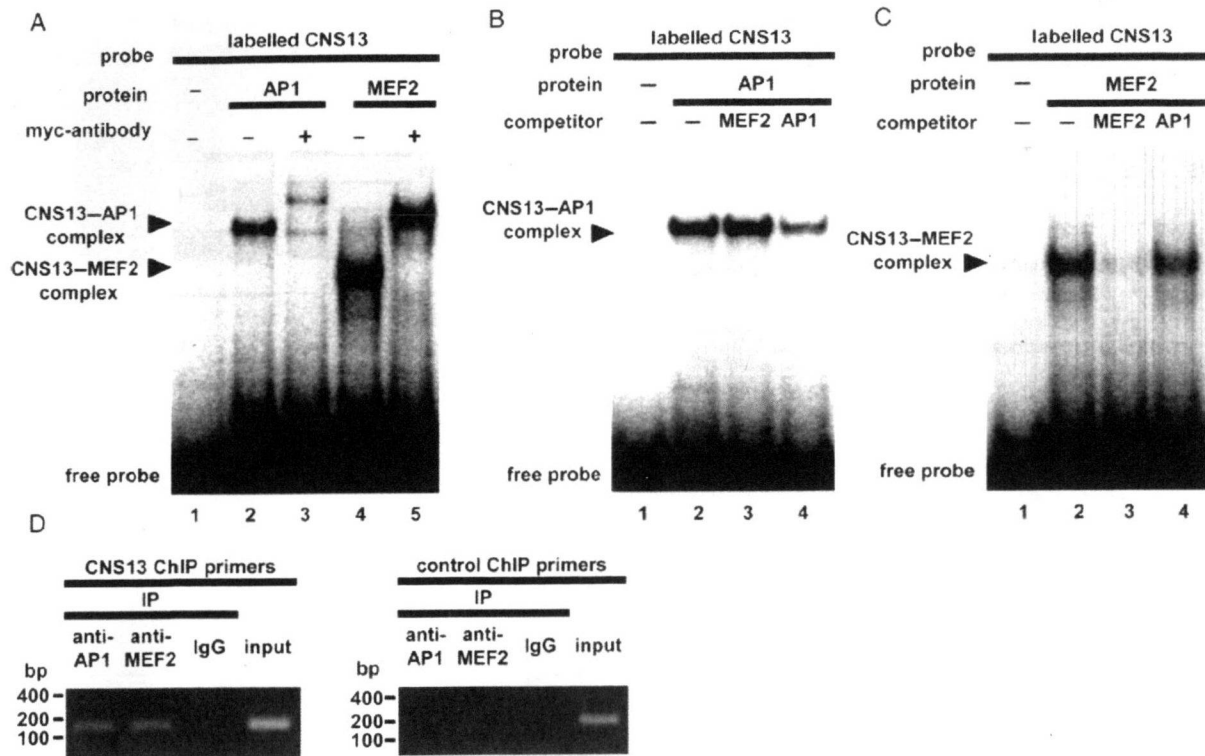 A
labelled CNS13
probe
protein – AP1 MEF2
myc-antibody – – + – +
CNS13–AP1
complex
CNS13–MEF2
complex
free probe
1 2 3 4 5
B
labelled CNS13
probe
protein – AP1
competitor – – MEF2 AP1
CNS13–AP1
complex
free probe
1 2 3 4
C
labelled CNS13
probe
protein – MEF2
competitor – – MEF2 AP1
CNS13–MEF2
complex
free probe
1 2 3 4
D
CNS13 ChIP primers
IP
anti- anti-
AP1 MEF2 IgG input
bp
400
200
100
control ChIP primers
IP
anti- anti-
AP1 MEF2 IgG input
bp
400
200
100